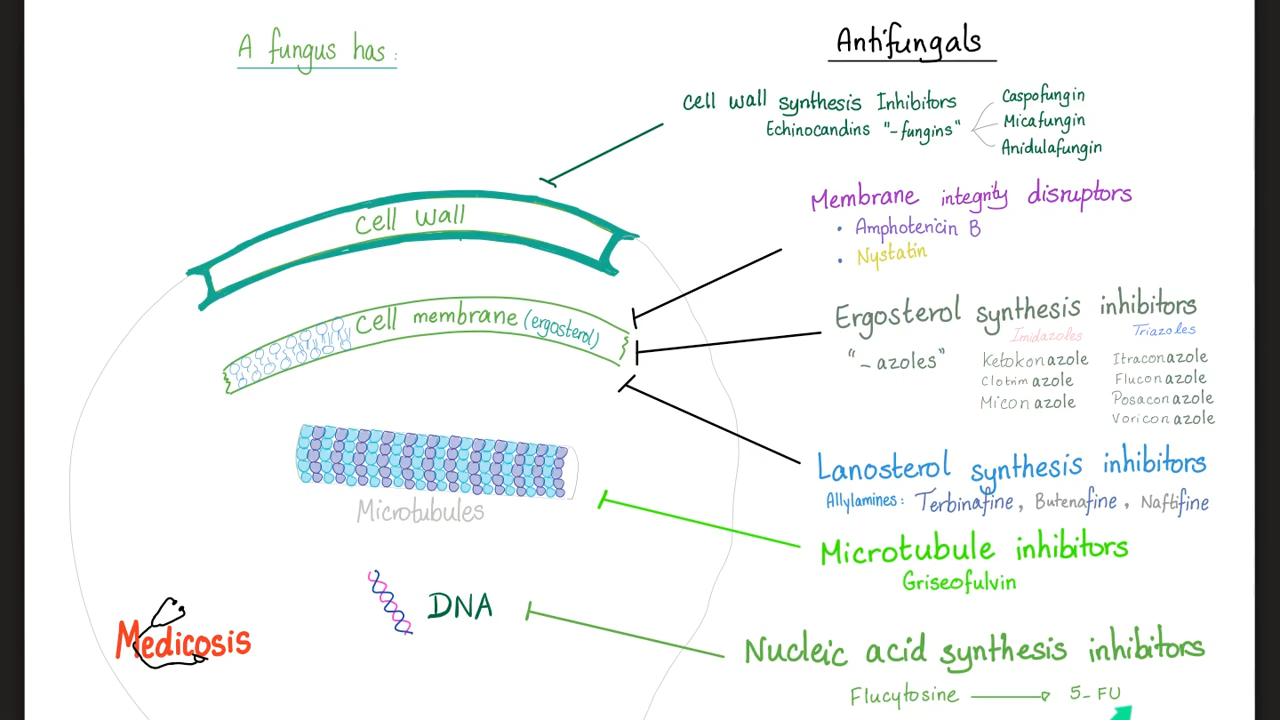 A fungus has:
Antifungals
Cell wall synthesis Inhibitors
Echinocandins "-fungins"
Caspofungin
Micafungin
Anidulafungin
Cell wall
Membrane integrity disruptors
• Amphotericin B
• Nystatin
Cell membrane (ergosterol)
Ergosterol synthesis inhibitors
"-azoles"
Imidazoles
Ketokonazole
Clotrimazole
Miconazole
Triazoles
Itraconazole
Fluconazole
Posaconazole
Voriconazole
Lanosterol synthesis inhibitors
Allylamines: Terbinafine, Butenafine, Naftifine
Microtubules
Microtubule inhibitors
Griseofulvin
DNA
Nucleic acid synthesis inhibitors
Flucytosine → 5-FU
Medicosis